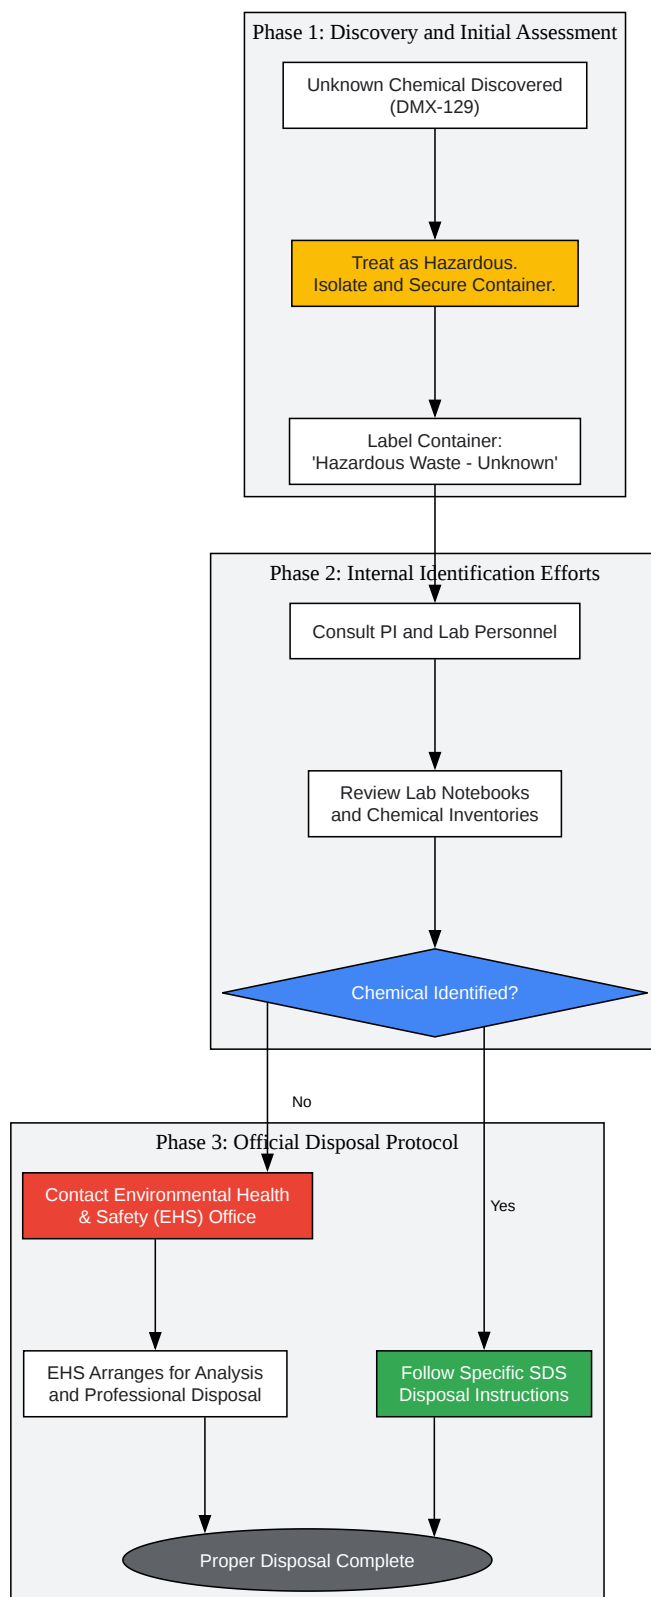 Phase 1: Discovery and Initial Assessment
Unknown Chemical Discovered
(DMX-129)
Treat as Hazardous.
Isolate and Secure Container.
Label Container:
'Hazardous Waste - Unknown'
Phase 2: Internal Identification Efforts
Consult PI and Lab Personnel
Review Lab Notebooks
and Chemical Inventories
Chemical Identified?
No
Phase 3: Official Disposal Protocol
Contact Environmental Health
& Safety (EHS) Office
Yes
EHS Arranges for Analysis
and Professional Disposal
Follow Specific SDS
Disposal Instructions
Proper Disposal Complete